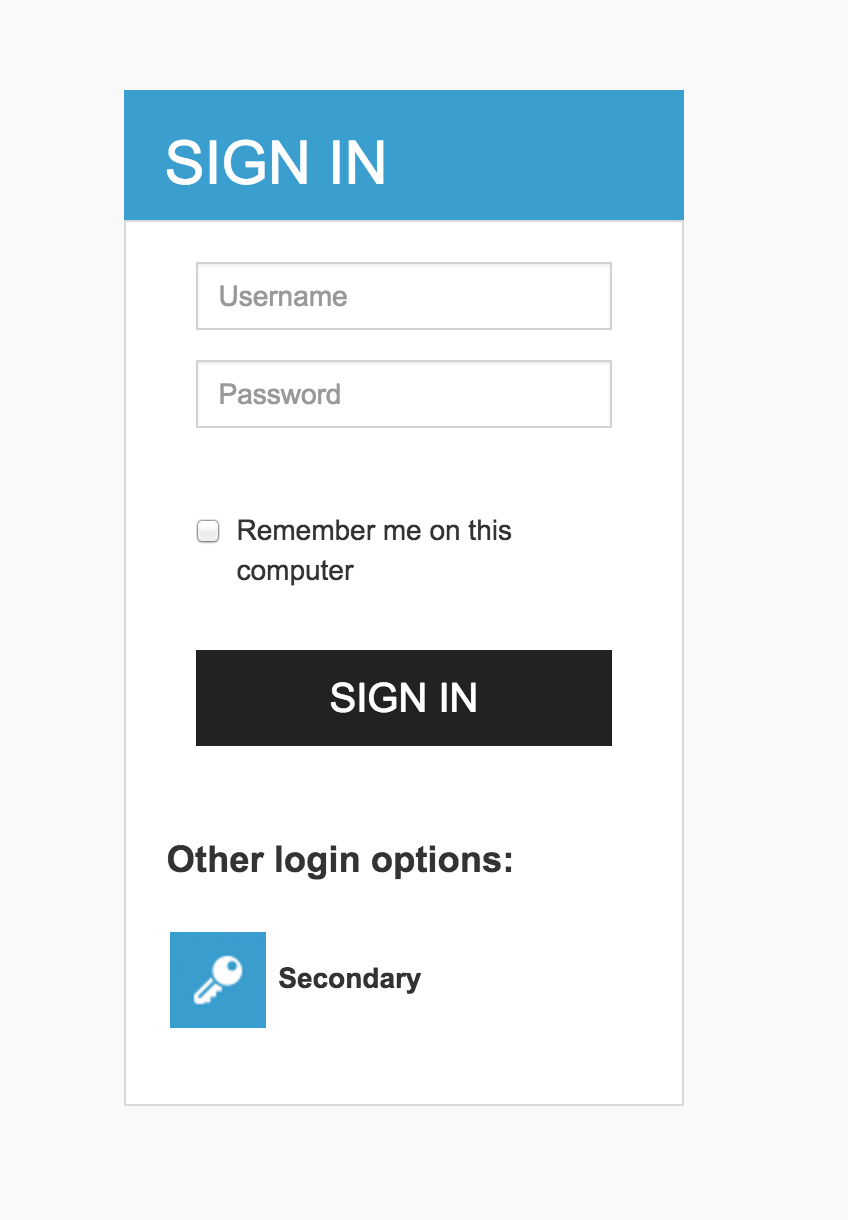 SIGN IN
Username
Password
Remember me on this
computer
SIGN IN
Other login options:
Secondary